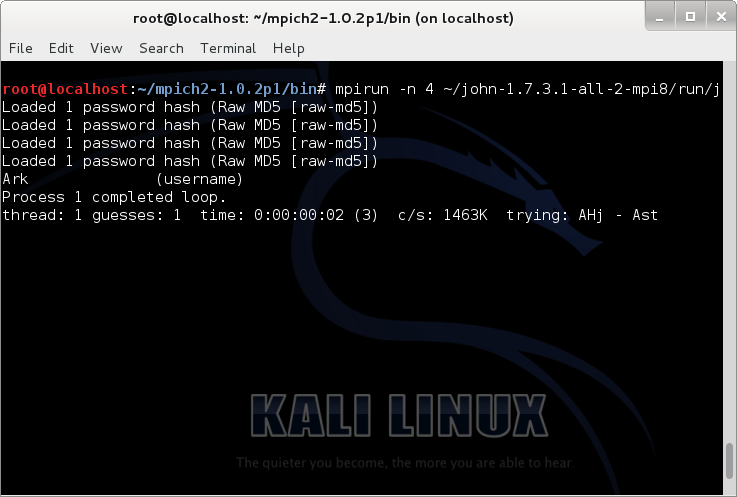 root@localhost: ~/mpich2-1.0.2p1/bin (on localhost)
File Edit View Search Terminal Help
root@localhost:~/mpich2-1.0.2p1/bin# mpirun -n 4 ~/john-1.7.3.1-all-2-mpi8/run/j
Loaded 1 password hash (Raw MD5 [raw-md5])
Loaded 1 password hash (Raw MD5 [raw-md5])
Loaded 1 password hash (Raw MD5 [raw-md5])
Loaded 1 password hash (Raw MD5 [raw-md5])
Ark              (username)
Process 1 completed loop.
thread: 1 guesses: 1  time: 0:00:00:02 (3)  c/s: 1463K  trying: AHj - Ast
KALI LINUX
The quieter you become, the more you are able to hear.